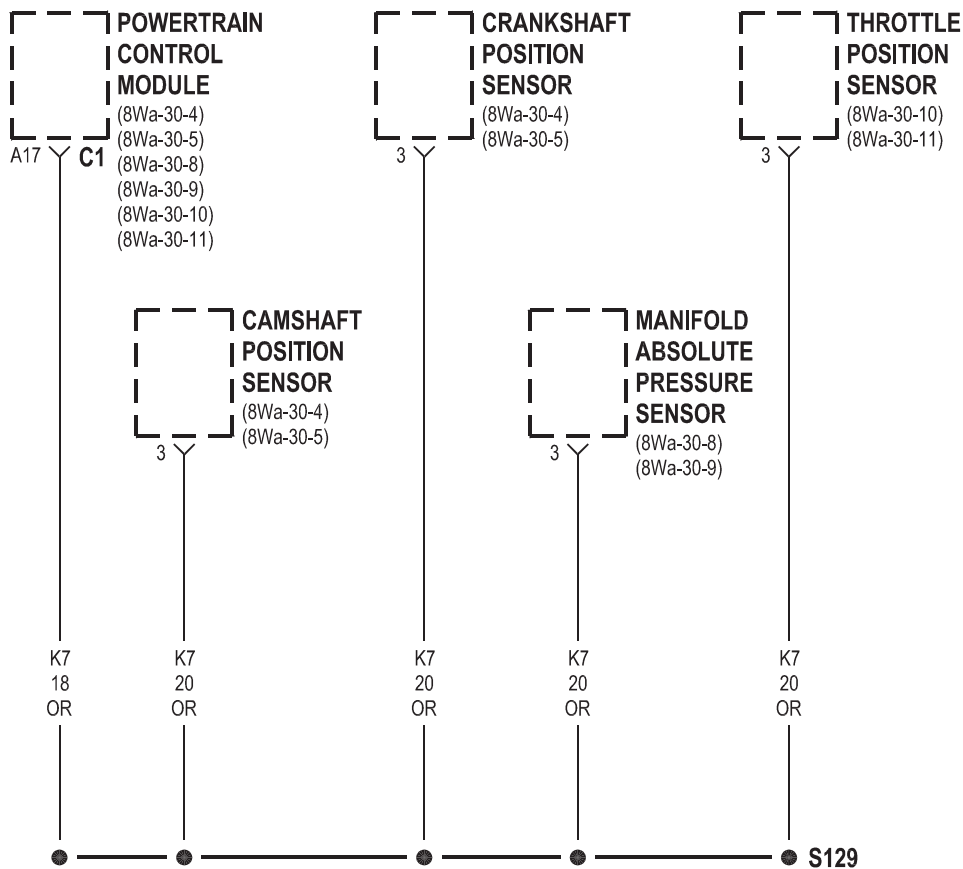 POWERTRAIN
CONTROL
MODULE
(8Wa-30-4)
(8Wa-30-5)
(8Wa-30-8)
(8Wa-30-9)
(8Wa-30-10)
(8Wa-30-11)
A17
C1
CRANKSHAFT
POSITION
SENSOR
(8Wa-30-4)
(8Wa-30-5)
3
THROTTLE
POSITION
SENSOR
(8Wa-30-10)
(8Wa-30-11)
3
CAMSHAFT
POSITION
SENSOR
(8Wa-30-4)
(8Wa-30-5)
3
MANIFOLD
ABSOLUTE
PRESSURE
SENSOR
(8Wa-30-8)
(8Wa-30-9)
3
K7
18
OR
K7
20
OR
K7
20
OR
K7
20
OR
K7
20
OR
S129